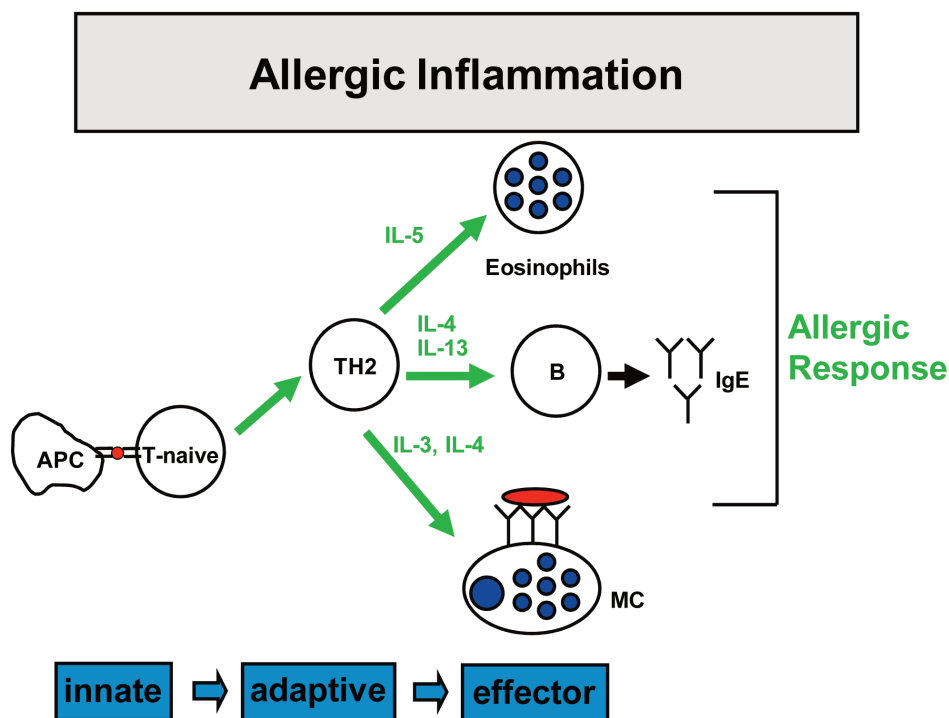 Allergic Inflammation
IL-5
Eosinophils
IL-4
IL-13
TH2
B
IgE
Allergic
Response
APC
T-naive
IL-3, IL-4
MC
innate
adaptive
effector